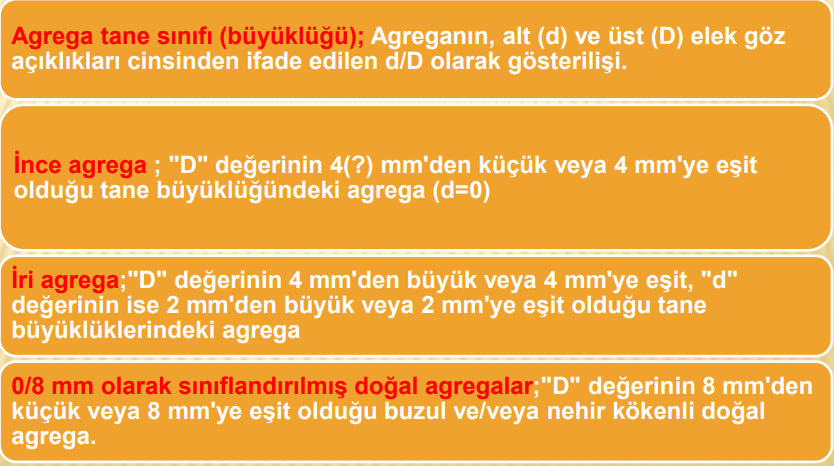 Agrega tane sınıfı (büyüklüğü); Agreganın, alt (d) ve üst (D) elek göz
açıklıkları cinsinden ifade edilen d/D olarak gösterilişi.
İnce agrega ; "D" değerinin 4(?) mm'den küçük veya 4 mm'ye eşit
olduğu tane büyüklüğündeki agrega (d=0)
İri agrega;"D" değerinin 4 mm'den büyük veya 4 mm'ye eşit, "d"
değerinin ise 2 mm'den büyük veya 2 mm'ye eşit olduğu tane
büyüklüklerindeki agrega
0/8 mm olarak sınıflandırılmış doğal agregalar;"D" değerinin 8 mm'den
küçük veya 8 mm'ye eşit olduğu buzul ve/veya nehir kökenli doğal
agrega.